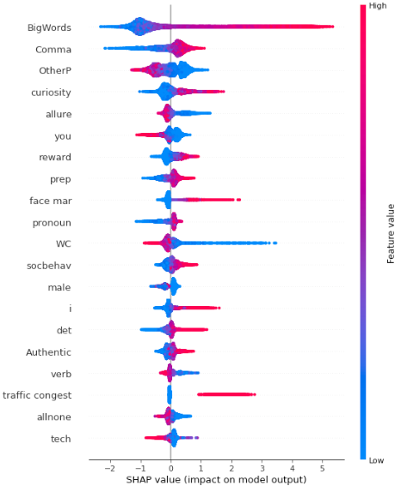 High
BigWords
Comma
OtherP
curiosity
allure
you
reward
prep
face mar
pronoun
WC
socbehav
male
i
det
Authentic
verb
traffic congest
allnone
tech
Feature value
Low
−2 −1 0 1 2 3 4 5
SHAP value (impact on model output)